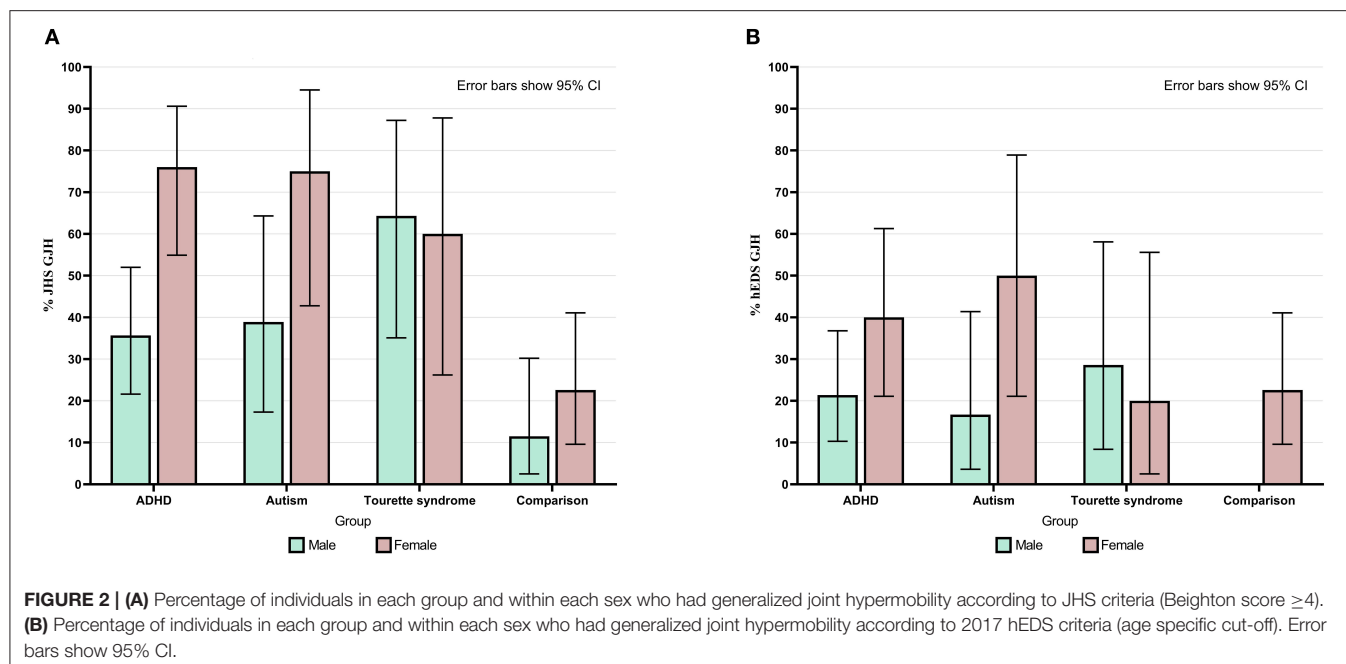 A
B
Error bars show 95% CI
Error bars show 95% CI
% JHS GJH
100
90
80
70
60
50
40
30
20
10
0
ADHD Autism Tourette syndrome Comparison
Group
Male Female
% hEDS GJH
100
90
80
70
60
50
40
30
20
10
0
ADHD Autism Tourette syndrome Comparison
Group
Male Female
FIGURE 2 | (A) Percentage of individuals in each group and within each sex who had generalized joint hypermobility according to JHS criteria (Beighton score ≥4).
(B) Percentage of individuals in each group and within each sex who had generalized joint hypermobility according to 2017 hEDS criteria (age specific cut-off). Error
bars show 95% CI.